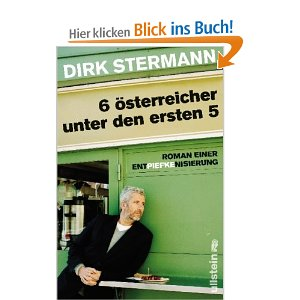 Hier klicken Blick ins Buch!
DIRK STERMANN
6 österreicher
unter den ersten 5
ROMAN EINER
ENTPIEFKENISIERUNG
ullstein